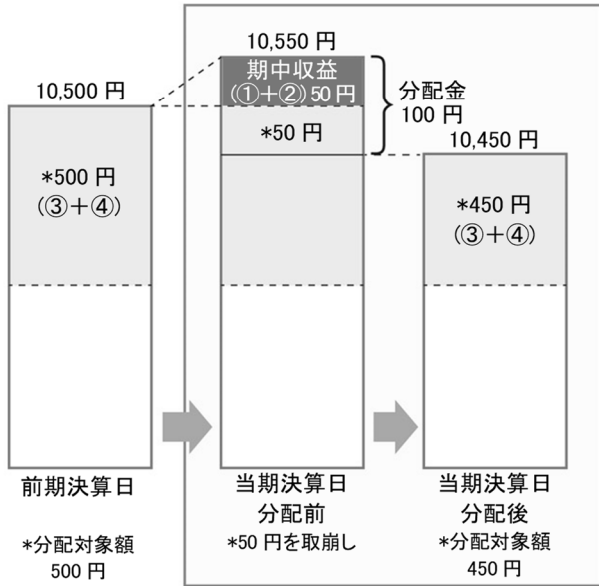 10,500 円
*500 円
(③+④)
前期決算日
*分配対象額
500 円
10,550 円
期中収益
(①+②) 50 円
*50 円
分配金
100 円
当期決算日
分配前
*50 円を取崩し
10,450 円
*450 円
(③+④)
当期決算日
分配後
*分配対象額
450 円